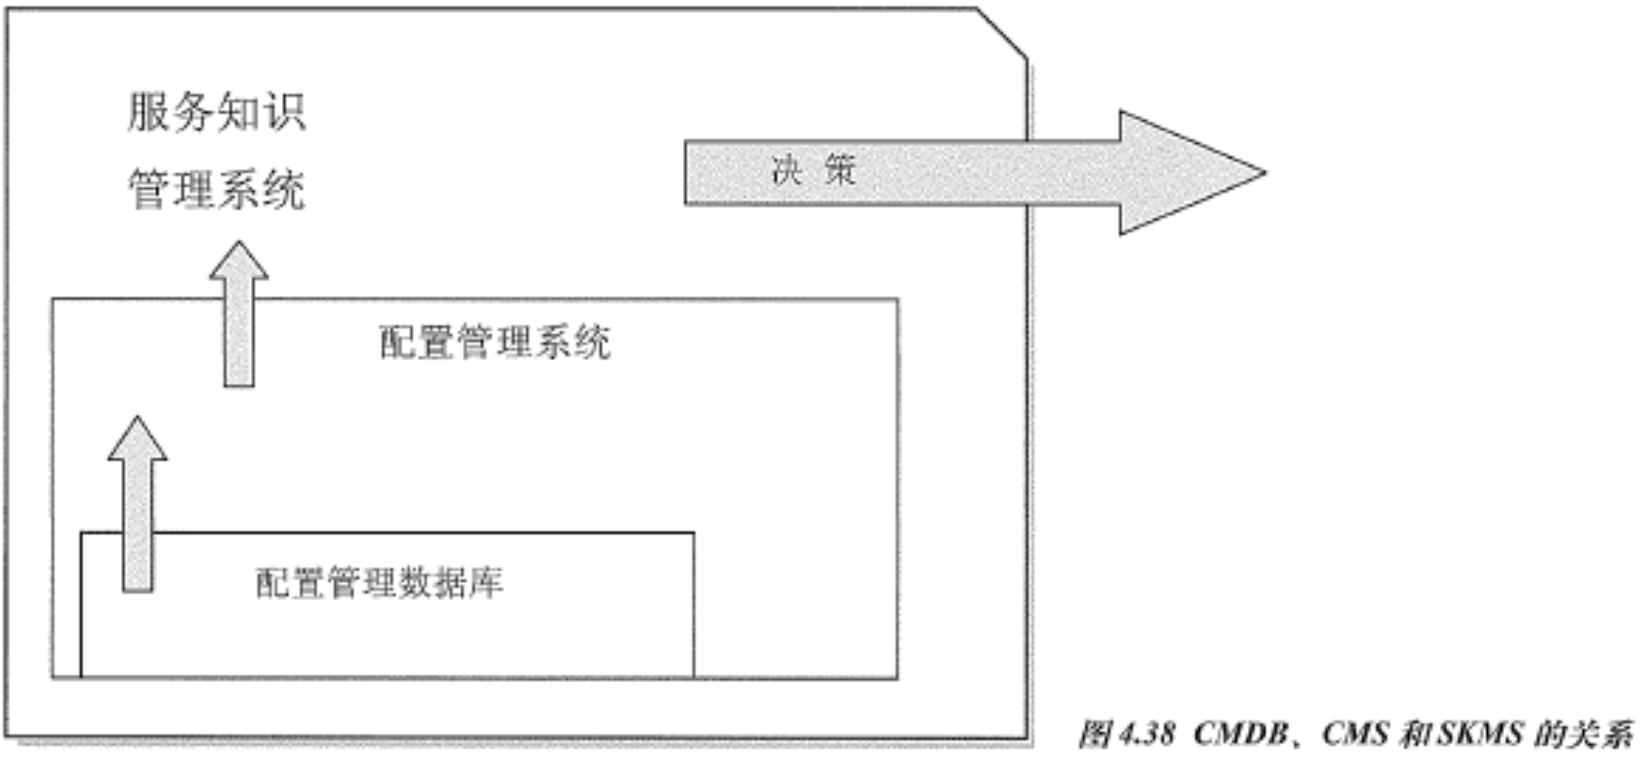 服务知识
管理系统
决 策
配置管理系统
配置管理数据库
图 4.38 CMDB、CMS 和 SKMS 的关系